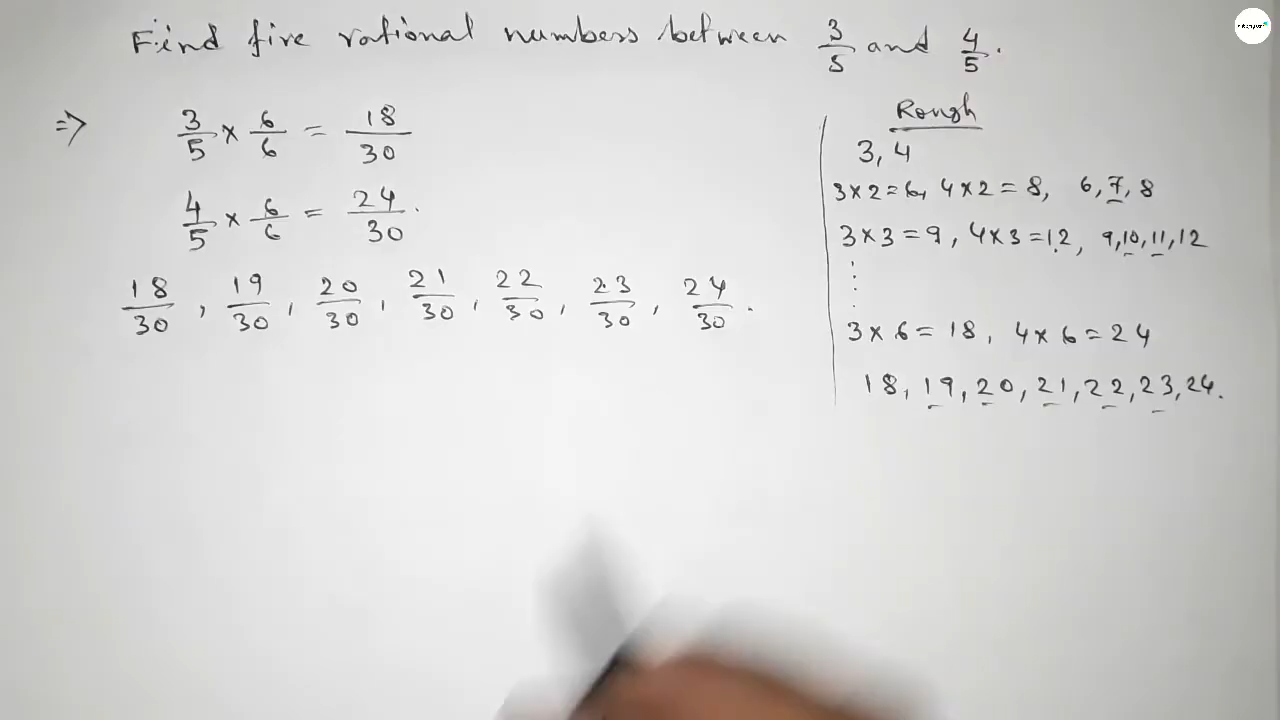 Find five rational numbers between 3/5 and 4/5.
⇒ 3/5 × 6/6 = 18/30
4/5 × 6/6 = 24/30.
18/30, 19/30, 20/30, 21/30, 22/30, 23/30, 24/30.
Rough
3, 4
3×2=6, 4×2=8, 6, 7, 8
3×3=9, 4×3=12, 9, 10, 11, 12
⋮
3×6=18, 4×6=24
18, 19, 20, 21, 22, 23, 24.